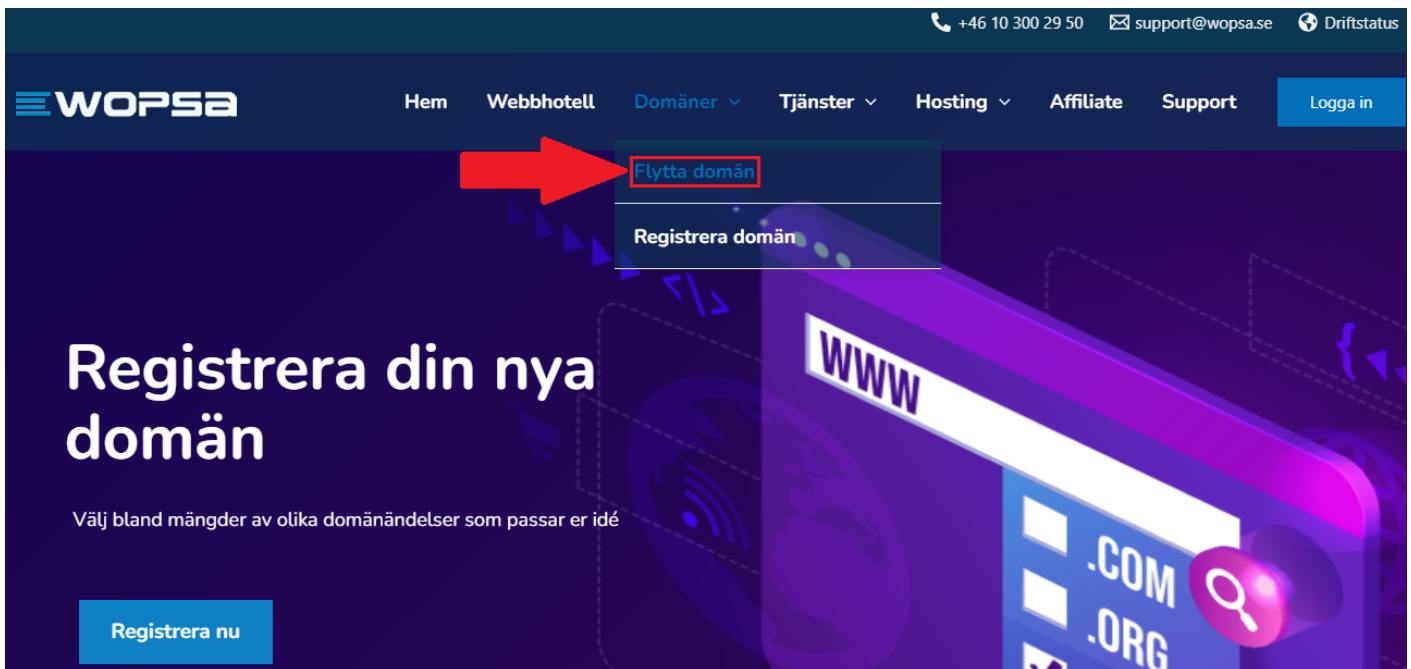 +46 10 300 29 50 support@wopsa.se Driftstatus
WOPSA Hem Webbhotell Domäner Tjänster Hosting Affiliate Support Logga in
Flytta domän
Registrera domän
</>
Registrera din nya
domän
WWW
{
Välj bland mängder av olika domänändelser som passar er idé
.COM
.ORG
Registrera nu